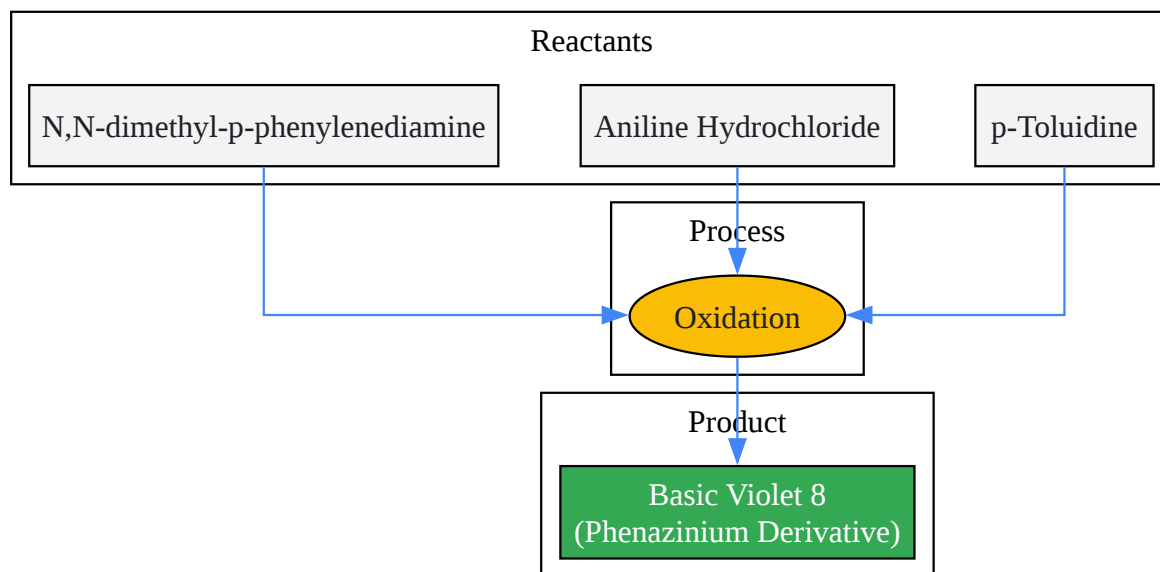 Reactants
N,N-dimethyl-p-phenylenediamine
Aniline Hydrochloride
p-Toluidine
Process
Oxidation
Product
Basic Violet 8
(Phenazinium Derivative)